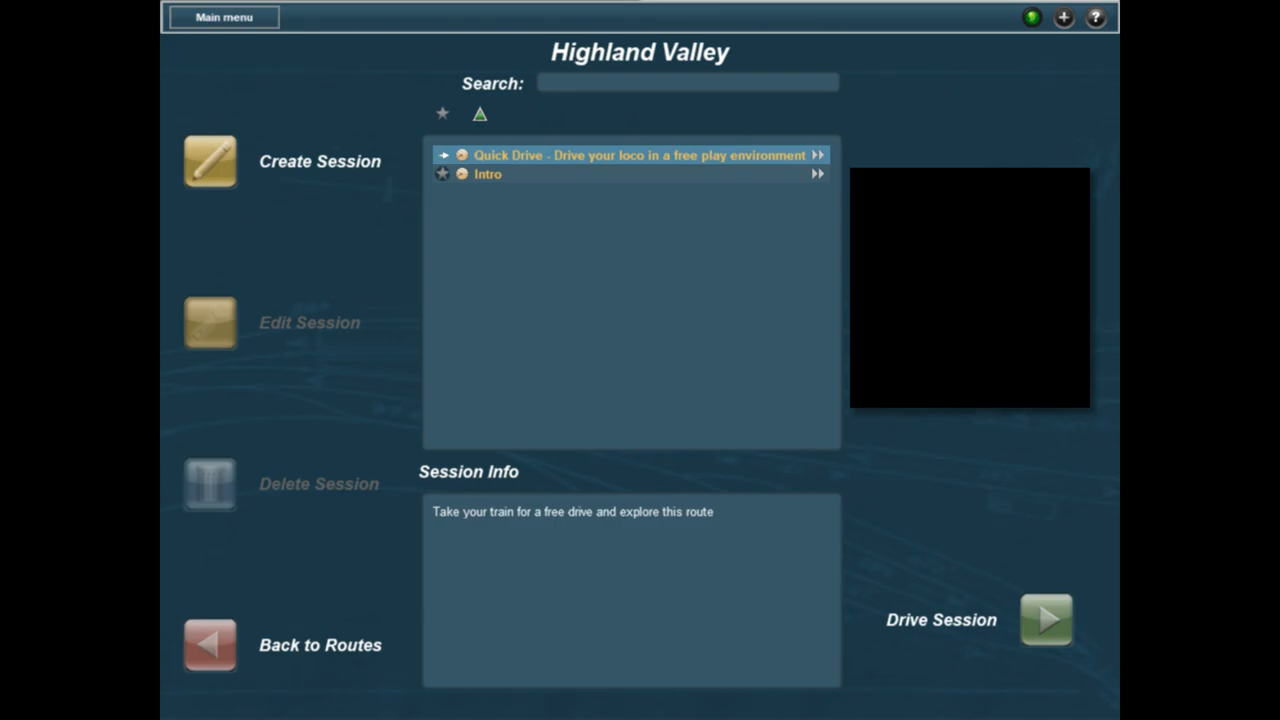 Main menu
?
Highland Valley
Search:
Create Session
Quick Drive - Drive your loco in a free play environment
Intro
Edit Session
Session Info
Delete Session
Take your train for a free drive and explore this route
Drive Session
Back to Routes